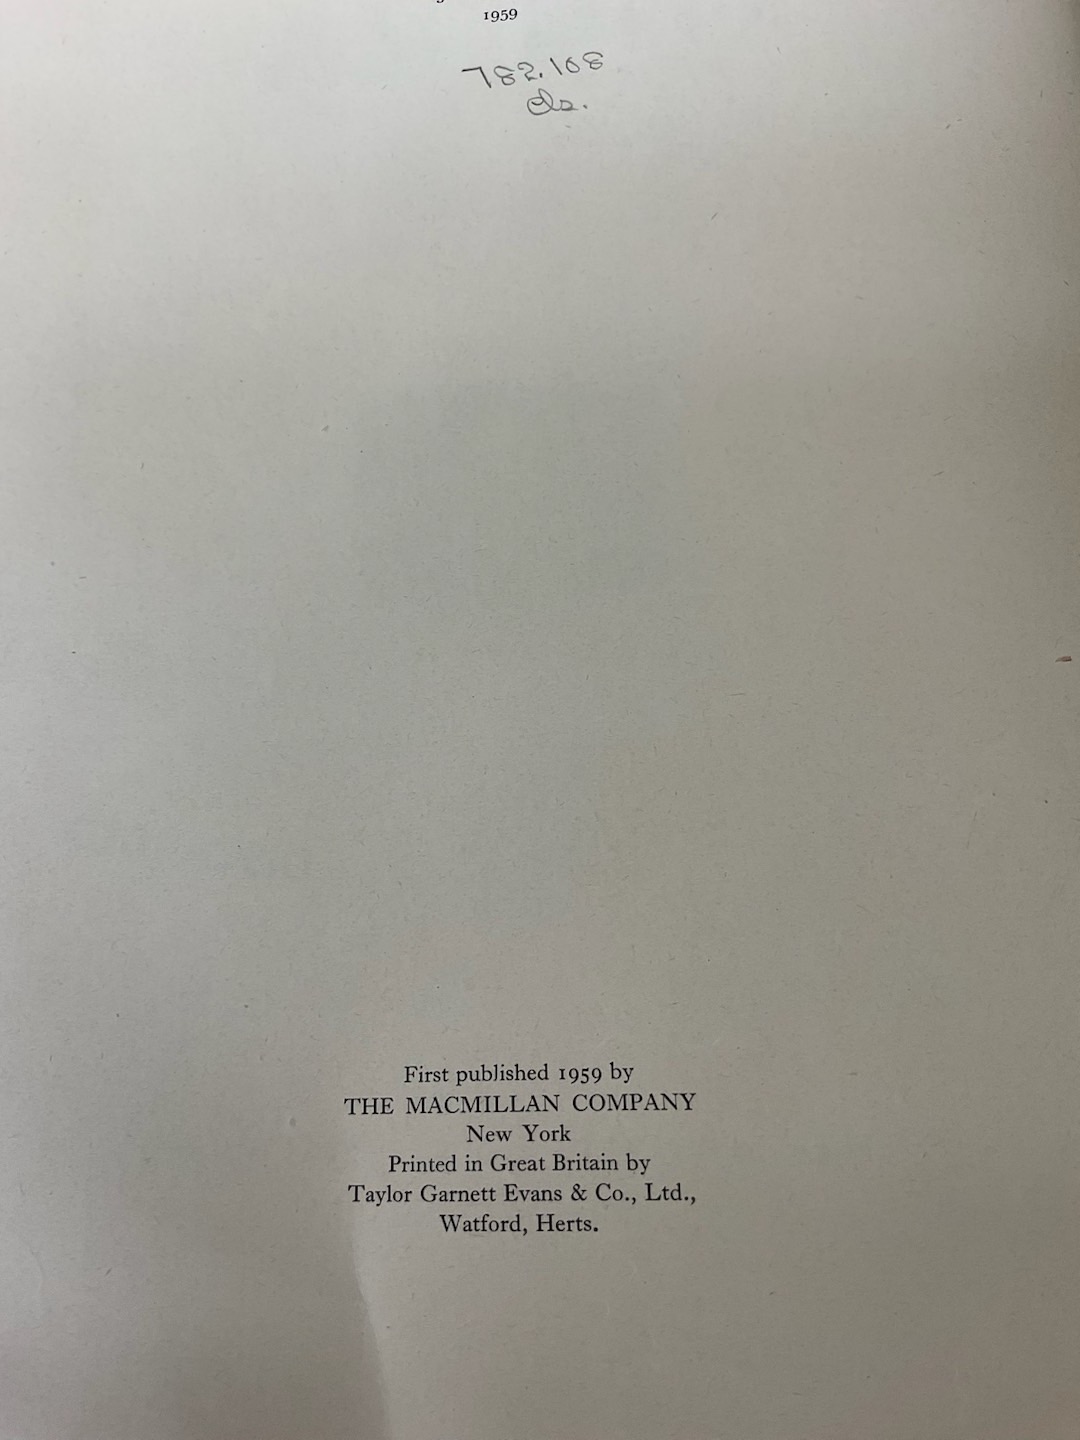 1959
782.108
First published 1959 by
THE MACMILLAN COMPANY
New York
Printed in Great Britain by
Taylor Garnett Evans & Co., Ltd.,
Watford, Herts.